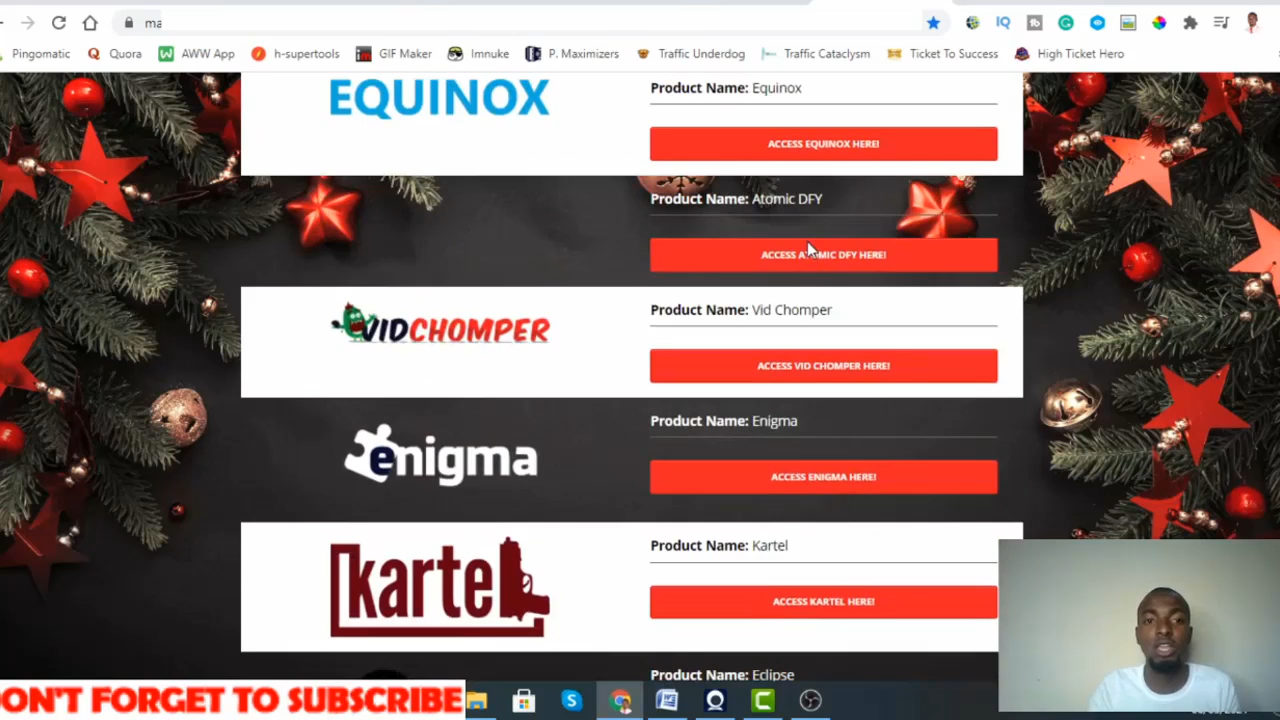 ma
Pingomatic Quora AWW App h-supertools GIF Maker Imnuke P. Maximizers Traffic Underdog Traffic Cataclysm Ticket To Success High Ticket Hero
EQUINOX
Product Name: Equinox
ACCESS EQUINOX HERE!
Product Name: Atomic DFY
ACCESS ATOMIC DFY HERE!
VIDCHOMPER
Product Name: Vid Chomper
ACCESS VID CHOMPER HERE!
enigma
Product Name: Enigma
ACCESS ENIGMA HERE!
kartel
Product Name: Kartel
ACCESS KARTEL HERE!
Product Name: Eclipse
ON'T FORGET TO SUBSCRIBE